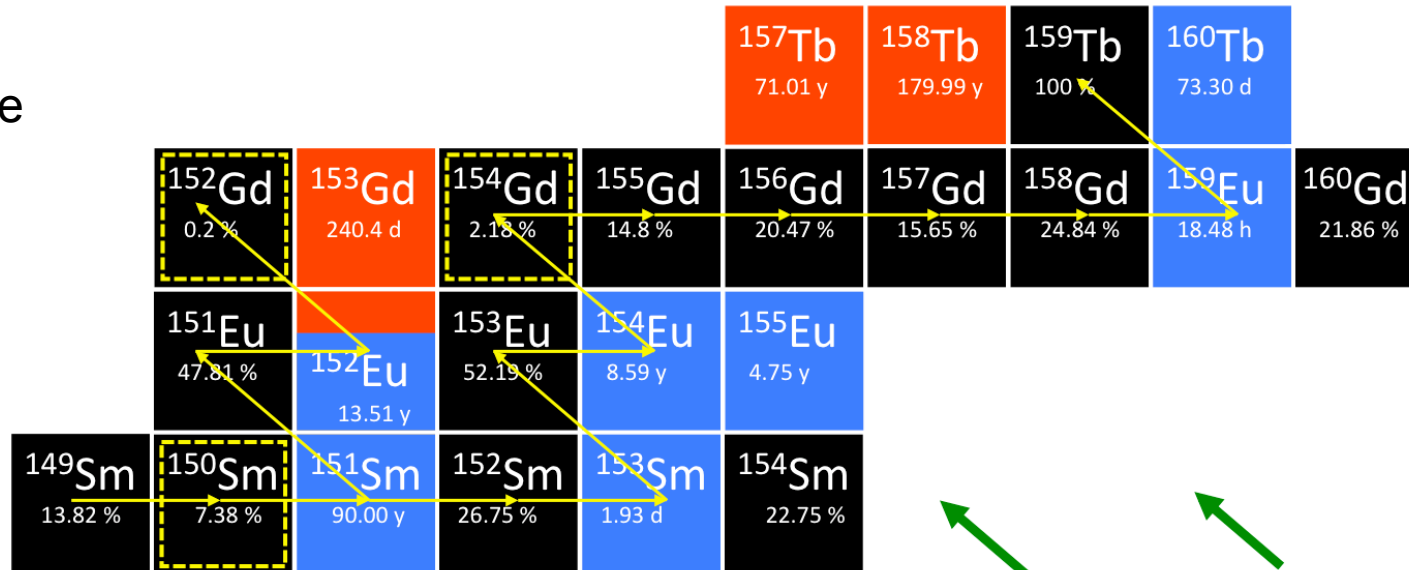 e
157Tb 158Tb 159Tb 160Tb
71.01 y 179.99 y 100 % 73.30 d
152Gd 153Gd 154Gd 155Gd 156Gd 157Gd 158Gd 159Eu 160Gd
0.2 % 240.4 d 2.18 % 14.8 % 20.47 % 15.65 % 24.84 % 18.48 h 21.86 %
151Eu 152Eu 153Eu 154Eu 155Eu
47.81 % 13.51 y 52.19 % 8.59 y 4.75 y
149Sm 150Sm 151Sm 152Sm 153Sm 154Sm
13.82 % 7.38 % 90.00 y 26.75 % 1.93 d 22.75 %